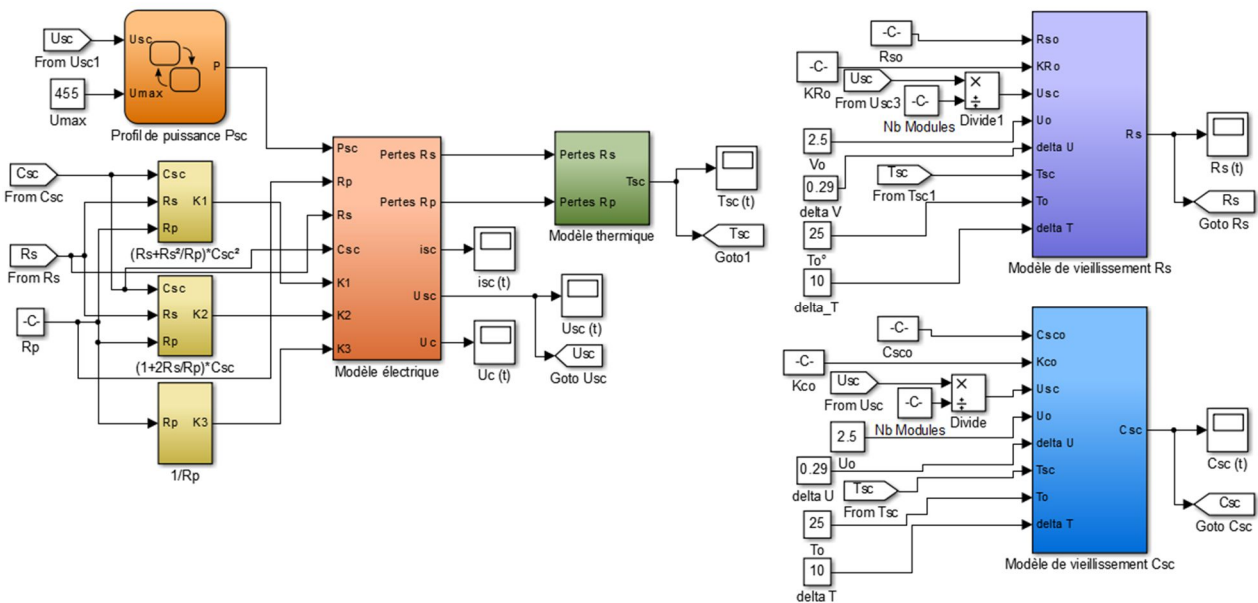 Usc
From Usc1
455
Umax
Usc
Umax
P
Profil de puissance Psc
Csc
From Csc
Rs
From Rs
-C-
Rp
Csc
Rs
Rp
K1
(Rs+Rs²/Rp)*Csc²
Csc
Rs
Rp
K2
(1+2Rs/Rp)*Csc
Rp
K3
1/Rp
Psc
Rp
Rs
Csc
K1
K2
K3
Pertes Rs
Pertes Rp
isc
Usc
Uc
Modèle électrique
Pertes Rs
Pertes Rp
Tsc
Modèle thermique
Tsc (t)
Tsc
Goto1
isc (t)
Usc (t)
Usc
Goto Usc
Uc (t)
-C-
Rso
-C-
KRo
Usc
From Usc3
-C-
Nb Modules
×
÷
Divide1
2.5
Vo
0.29
delta V
Tsc
From Tsc1
25
To°
10
delta_T
Rso
KRo
Usc
Uo
delta U
Tsc
To
delta T
Rs
Modèle de vieillissement Rs
Rs (t)
Rs
Goto Rs
-C-
Csco
-C-
Kco
Usc
From Usc
-C-
Nb Modules
×
÷
Divide
2.5
Uo
0.29
delta U
Tsc
From Tsc
25
To
10
delta T
Csco
Kco
Usc
Uo
delta U
Tsc
To
delta T
Csc
Modèle de vieillissement Csc
Csc (t)
Csc
Goto Csc